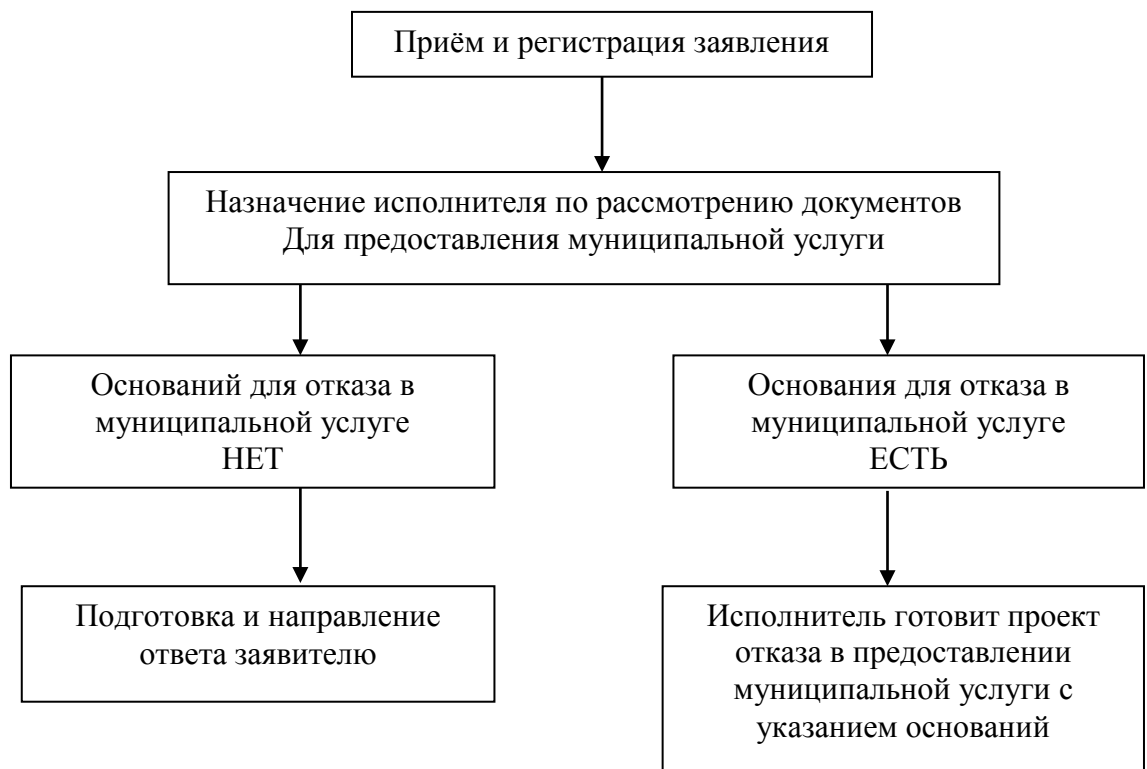 Приём и регистрация заявления
Назначение исполнителя по рассмотрению документов
Для предоставления муниципальной услуги
Оснований для отказа в
муниципальной услуге
НЕТ
Основания для отказа в
муниципальной услуге
ЕСТЬ
Подготовка и направление
ответа заявителю
Исполнитель готовит проект
отказа в предоставлении
муниципальной услуги с
указанием оснований